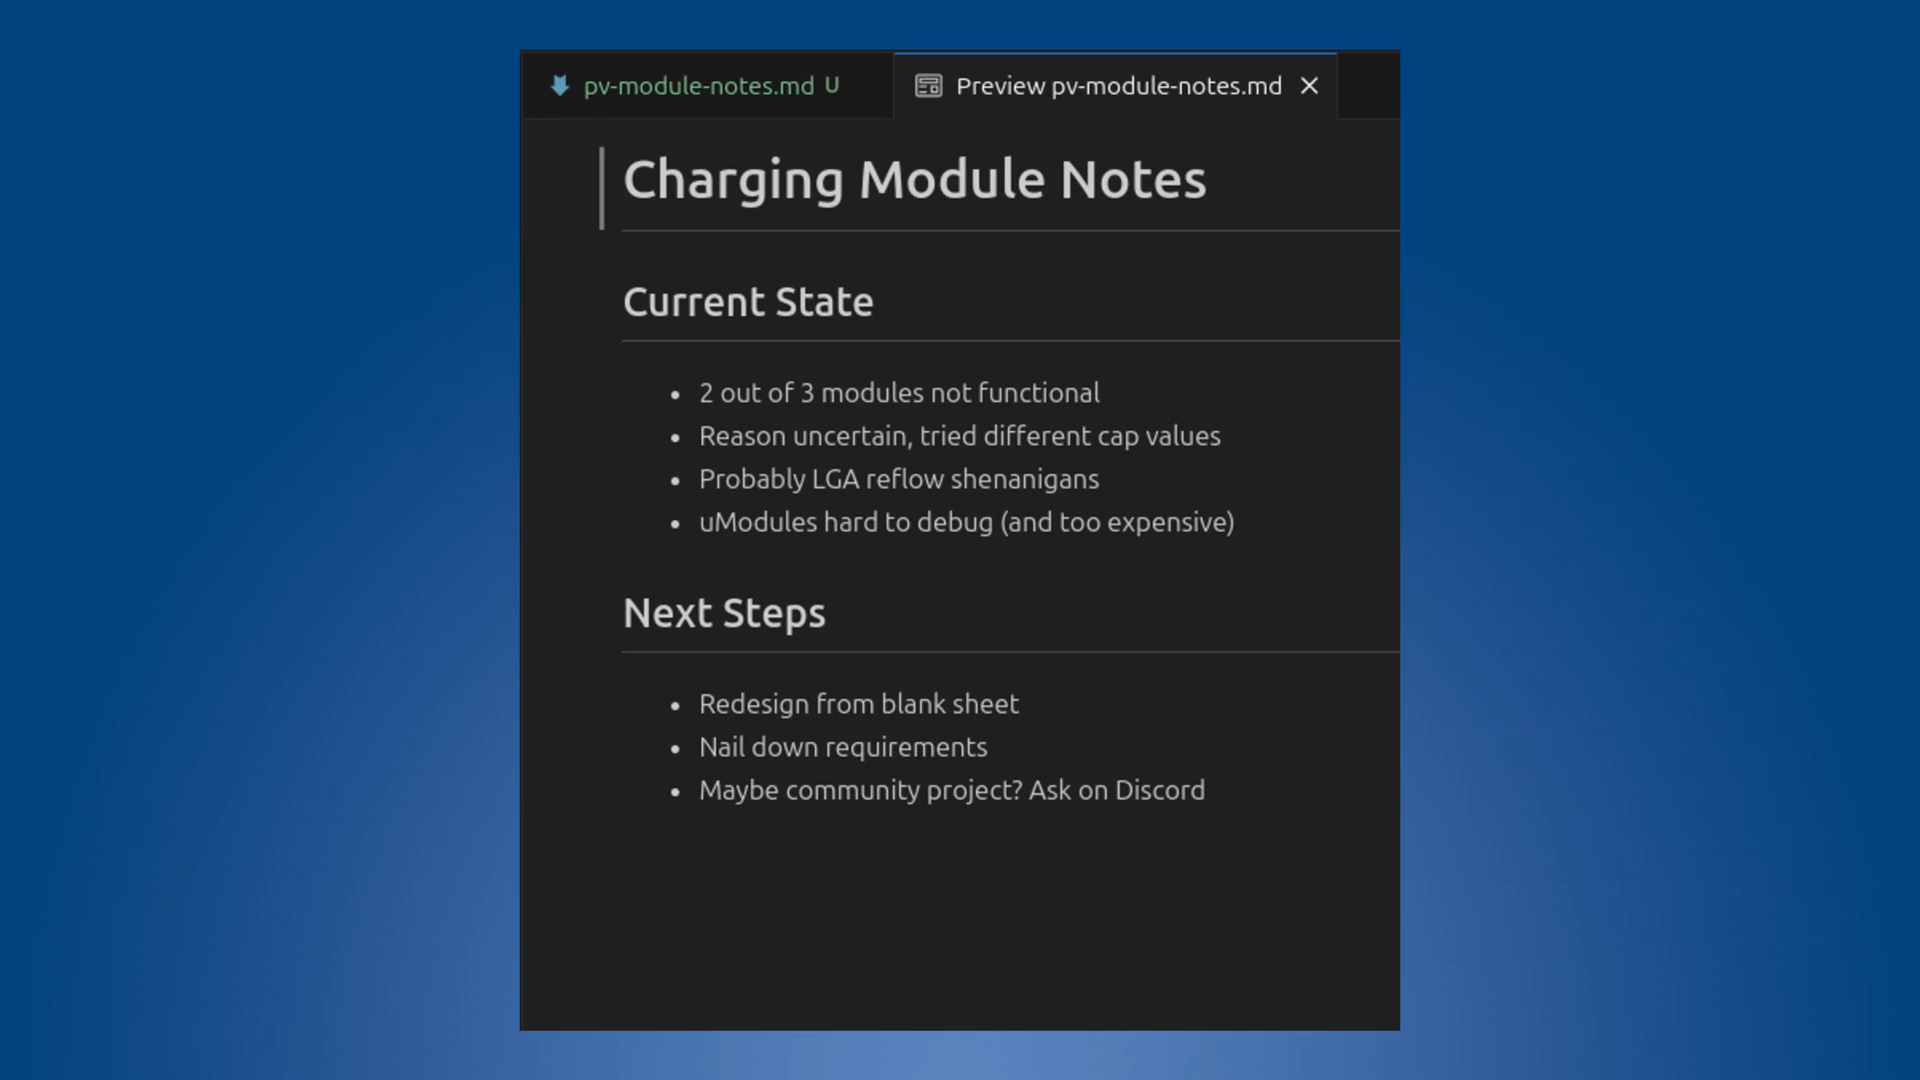 pv-module-notes.md U
Preview pv-module-notes.md
Charging Module Notes
Current State
• 2 out of 3 modules not functional
• Reason uncertain, tried different cap values
• Probably LGA reflow shenanigans
• uModules hard to debug (and too expensive)
Next Steps
• Redesign from blank sheet
• Nail down requirements
• Maybe community project? Ask on Discord